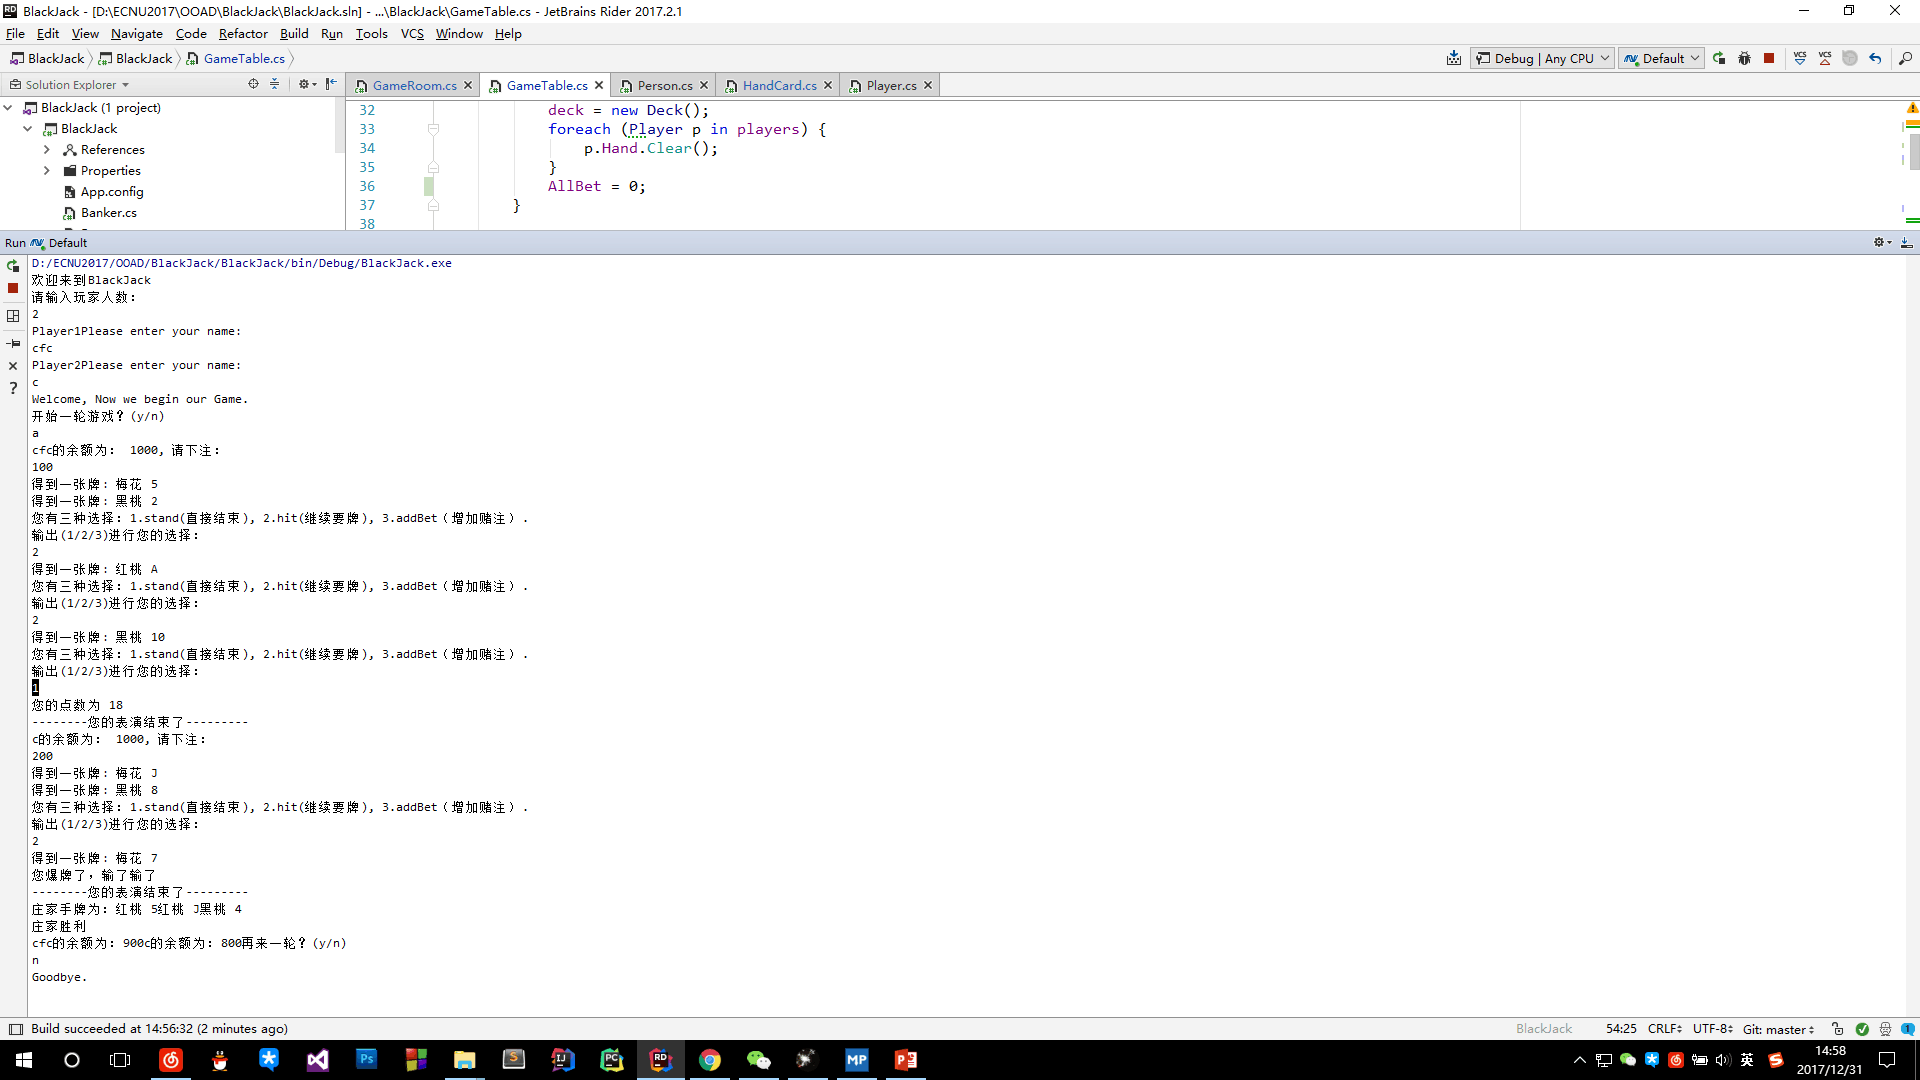 BlackJack - [D:\ECNU2017\OOAD\BlackJack\BlackJack.sln] - ...\BlackJack\GameTable.cs - JetBrains Rider 2017.2.1
File Edit View Navigate Code Refactor Build Run Tools VCS Window Help
BlackJack BlackJack GameTable.cs Debug | Any CPU Default VCS VCS
Solution Explorer GameRoom.cs GameTable.cs Person.cs HandCard.cs Player.cs
BlackJack (1 project)
BlackJack
References
Properties
App.config
Banker.cs
32 deck = new Deck();
33 foreach (Player p in players) {
34 p.Hand.Clear();
35 }
36 AllBet = 0;
37 }
38
Run Default
D:/ECNU2017/OOAD/BlackJack/BlackJack/bin/Debug/BlackJack.exe
欢迎来到BlackJack
请输入玩家人数:
2
Player1Please enter your name:
cfc
Player2Please enter your name:
c
Welcome, Now we begin our Game.
开始一轮游戏? (y/n)
a
cfc的余额为: 1000, 请下注:
100
得到一张牌: 梅花 5
得到一张牌: 黑桃 2
您有三种选择: 1.stand(直接结束), 2.hit(继续要牌), 3.addBet（增加赌注）.
输出(1/2/3)进行您的选择:
2
得到一张牌: 红桃 A
您有三种选择: 1.stand(直接结束), 2.hit(继续要牌), 3.addBet（增加赌注）.
输出(1/2/3)进行您的选择:
2
得到一张牌: 黑桃 10
您有三种选择: 1.stand(直接结束), 2.hit(继续要牌), 3.addBet（增加赌注）.
输出(1/2/3)进行您的选择:
1
您的点数为 18
--------您的表演结束了---------
c的余额为: 1000, 请下注:
200
得到一张牌: 梅花 J
得到一张牌: 黑桃 8
您有三种选择: 1.stand(直接结束), 2.hit(继续要牌), 3.addBet（增加赌注）.
输出(1/2/3)进行您的选择:
2
得到一张牌: 梅花 7
您爆牌了，输了输了
--------您的表演结束了---------
庄家手牌为: 红桃 5红桃 J黑桃 4
庄家胜利
cfc的余额为: 900c的余额为: 800再来一轮? (y/n)
n
Goodbye.
Build succeeded at 14:56:32 (2 minutes ago) BlackJack 54:25 CRLF UTF-8 Git: master
14:58
英
2017/12/31